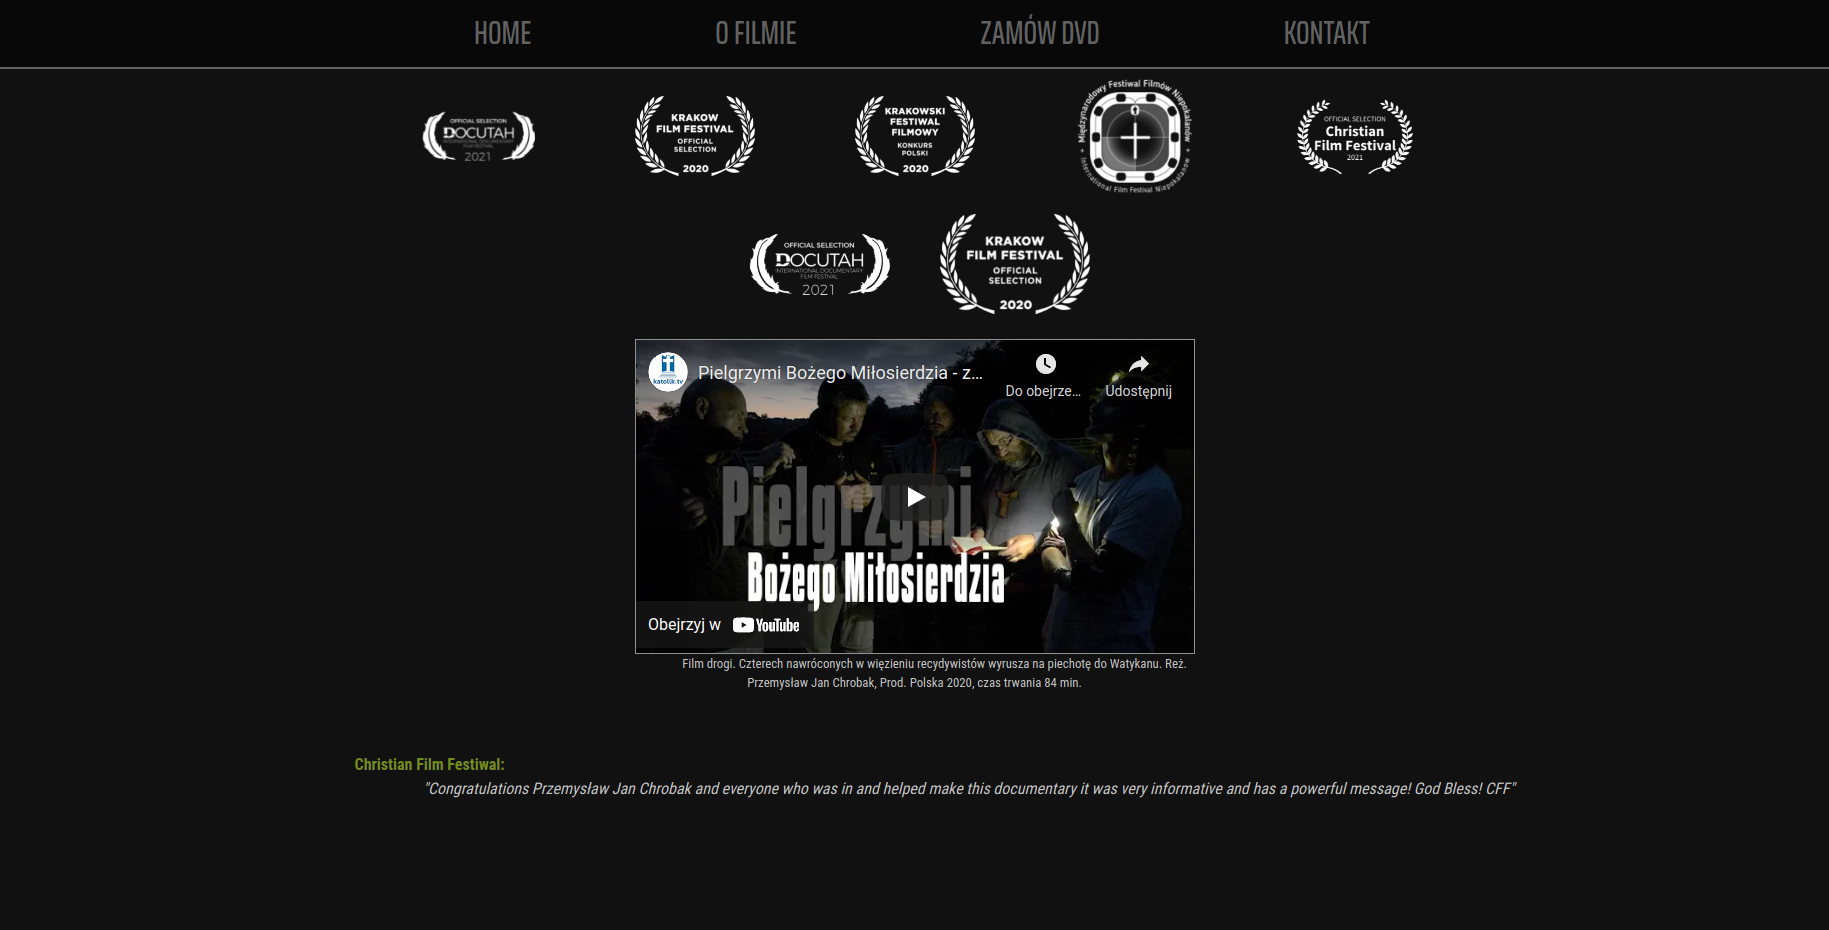 HOME O FILMIE ZAMÓW DVD KONTAKT
OFFICIAL SELECTION
DOCUTAH
INTERNATIONAL DOCUMENTARY
FILM FESTIVAL
2021
KRAKOW
FILM FESTIVAL
OFFICIAL
SELECTION
2020
KRAKOWSKI
FESTIWAL
FILMOWY
KONKURS
POLSKI
2020
Międzynarodowy Festiwal Filmów Niepokalanów
International Film Festival Niepokalanow
OFFICIAL SELECTION
Christian
Film Festival
2021
OFFICIAL SELECTION
DOCUTAH
INTERNATIONAL DOCUMENTARY
FILM FESTIVAL
2021
KRAKOW
FILM FESTIVAL
OFFICIAL
SELECTION
2020
katolik.tv
Pielgrzymi Bożego Miłosierdzia - z...
Do obejrze...
Udostępnij
Pielgrzymi
Bożego Miłosierdzia
Obejrzyj w YouTube
Film drogi. Czterech nawróconych w więzieniu recydywistów wyrusza na piechotę do Watykanu. Reż.
Przemysław Jan Chrobak, Prod. Polska 2020, czas trwania 84 min.
Christian Film Festiwal:
"Congratulations Przemysław Jan Chrobak and everyone who was in and helped make this documentary it was very informative and has a powerful message! God Bless! CFF"